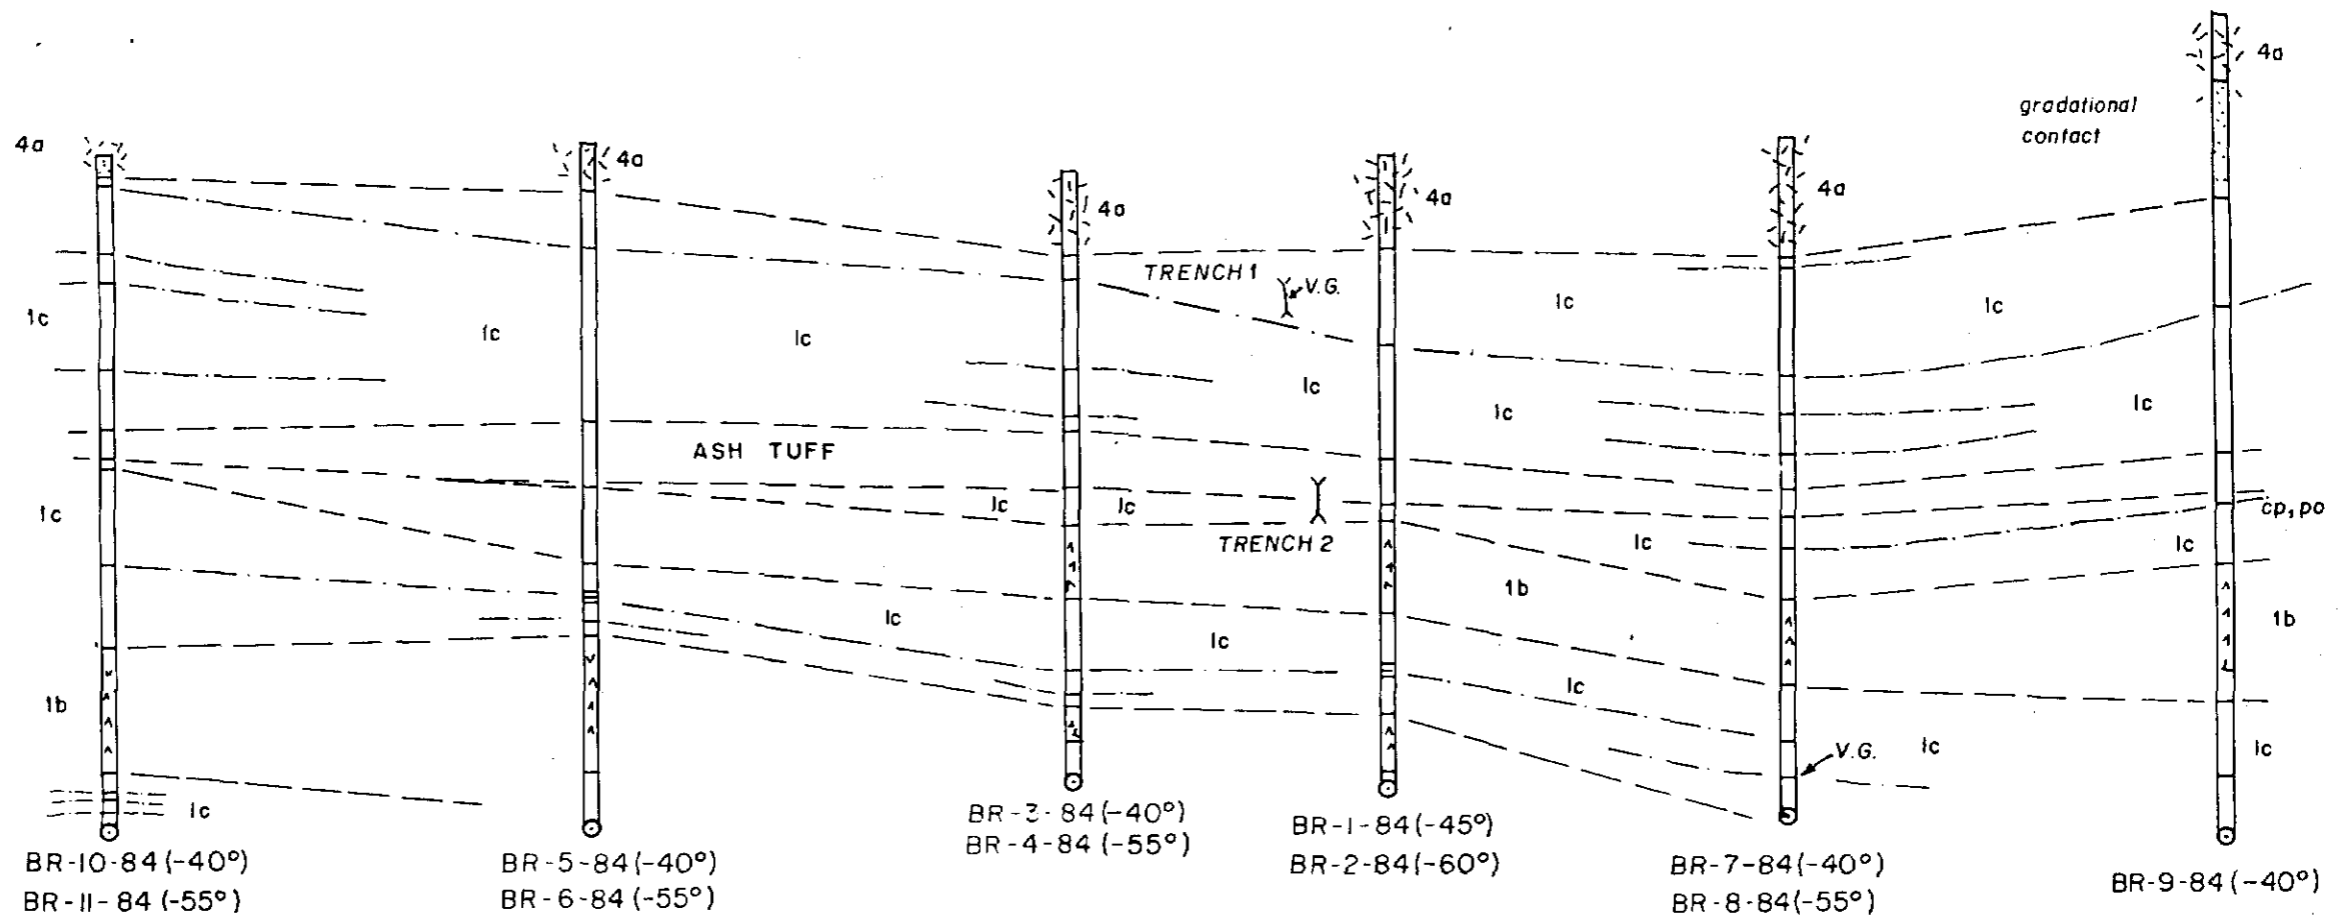 4a
gradational
contact
4a
4a
4a
4a
4a
TRENCH 1
V.G.
1c
1c
1c
1c
1c
1c
1c
1c
ASH TUFF
1c
1c
1c
cp, po
TRENCH 2
1c
1c
1b
1c
1b
1c
1c
1b
1c
V.G.
1c
1c
BR-3-84 (-40°)
BR-4-84 (-55°)
BR-1-84 (-45°)
BR-2-84 (-60°)
BR-10-84 (-40°)
BR-11-84 (-55°)
BR-5-84 (-40°)
BR-6-84 (-55°)
BR-7-84 (-40°)
BR-8-84 (-55°)
BR-9-84 (-40°)
4a